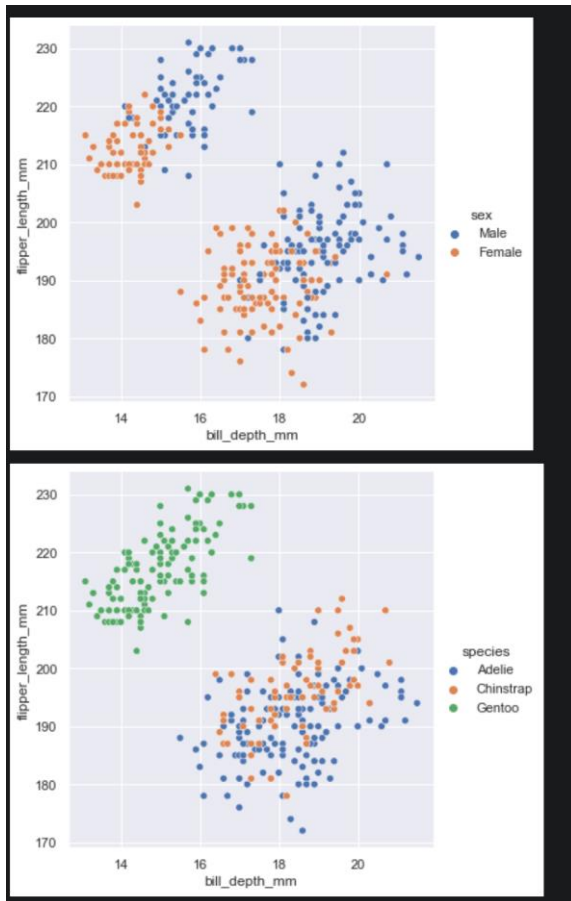 230
220
210
200
190
180
170
flipper_length_mm
14 16 18 20
bill_depth_mm
sex
Male
Female
230
220
210
200
190
180
170
flipper_length_mm
14 16 18 20
bill_depth_mm
species
Adelie
Chinstrap
Gentoo